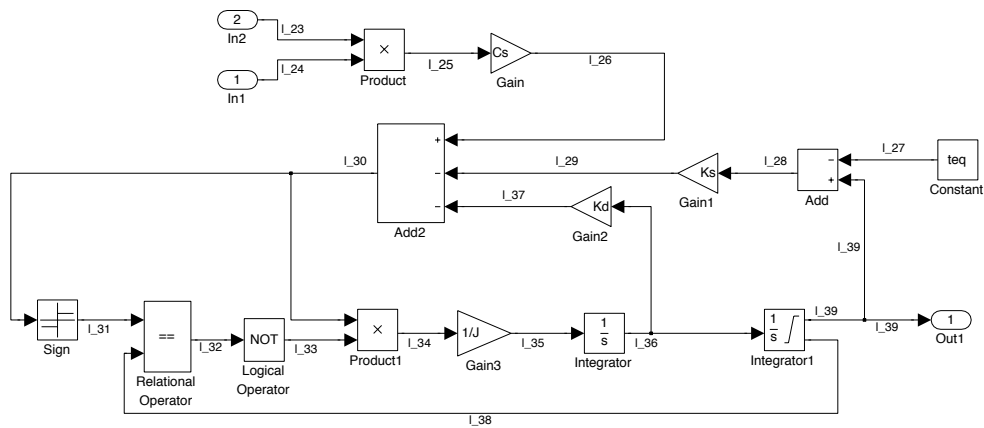 2
In2
l_23
1
In1
l_24
×
Product
l_25
Cs
Gain
l_26
l_30
+
−
−
Add2
l_29
Ks
Gain1
l_28
−
+
Add
l_27
teq
Constant
l_37
Kd
Gain2
l_39
Sign
l_31
==
Relational
Operator
l_32
NOT
Logical
Operator
l_33
×
Product1
l_34
1/J
Gain3
l_35
1
s
Integrator
l_36
1
s
Integrator1
l_39
l_39
1
Out1
l_38